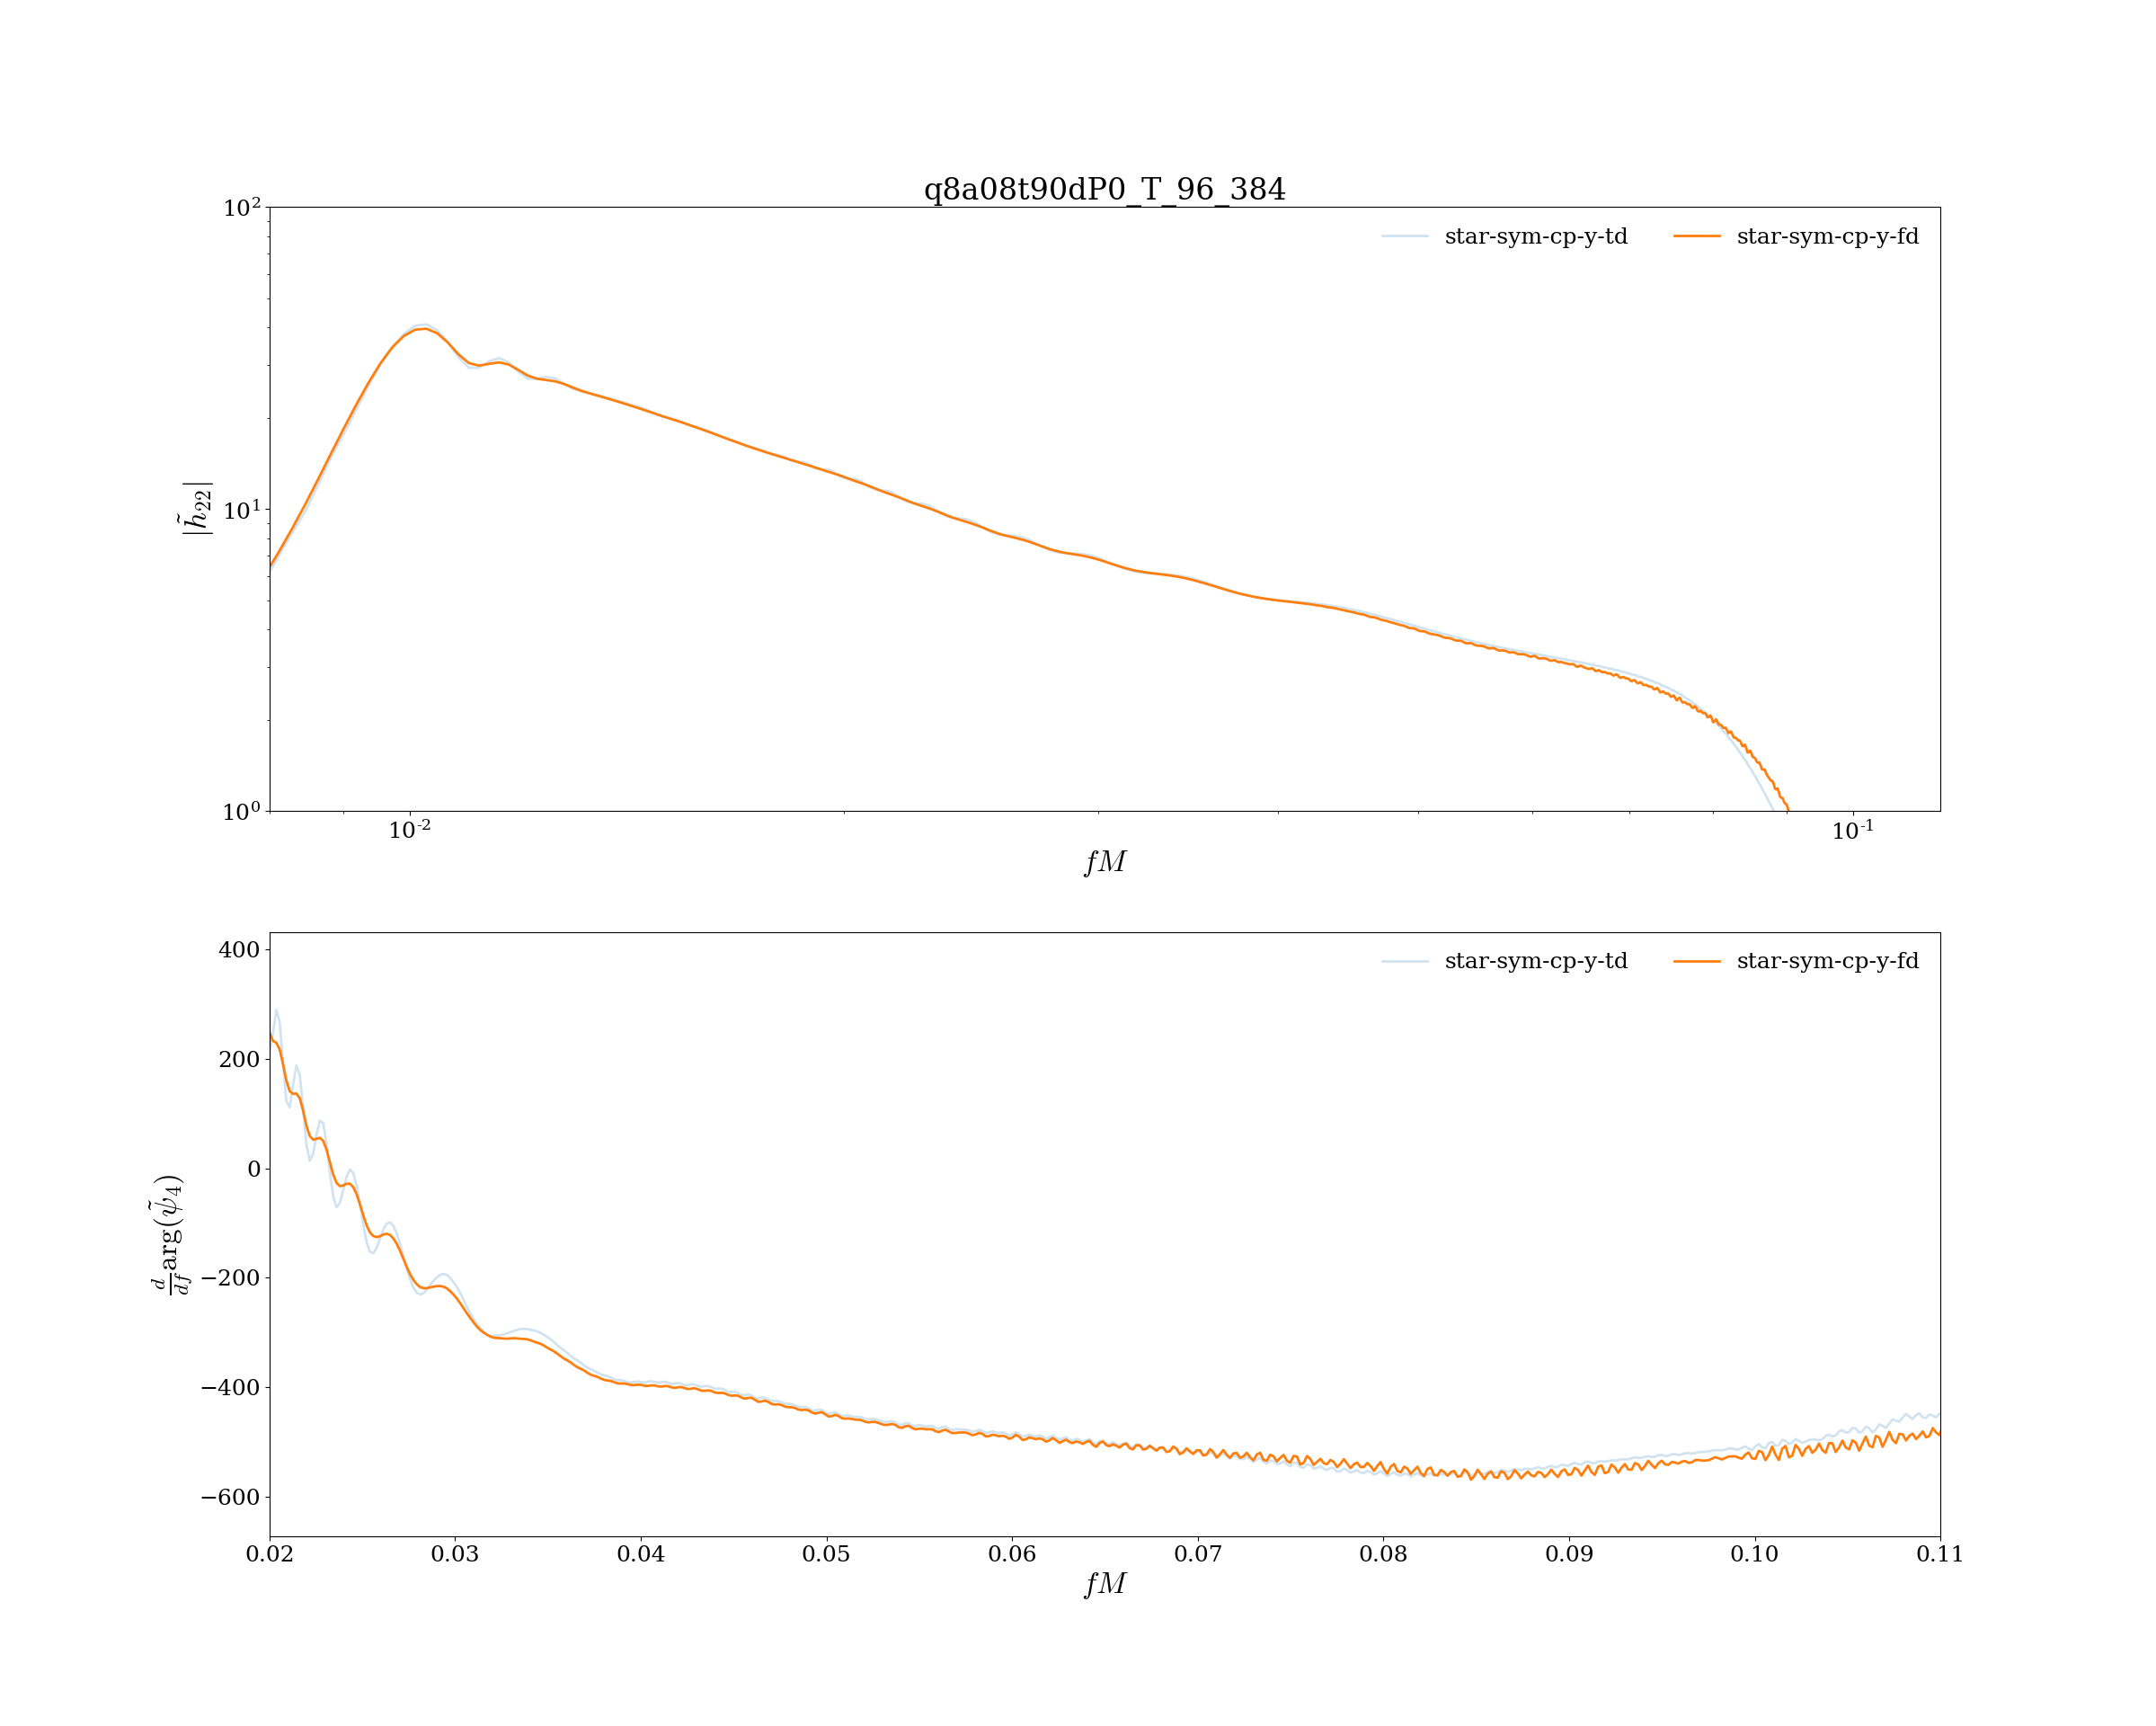 q8a08t90dP0_T_96_384
10²
star-sym-cp-y-td star-sym-cp-y-fd
|h̃₂₂|
10¹
10⁰
10⁻² 10⁻¹
fM
400
star-sym-cp-y-td star-sym-cp-y-fd
200
0
d/df arg(ψ̃₄)
−200
−400
−600
0.02 0.03 0.04 0.05 0.06 0.07 0.08 0.09 0.10 0.11
fM